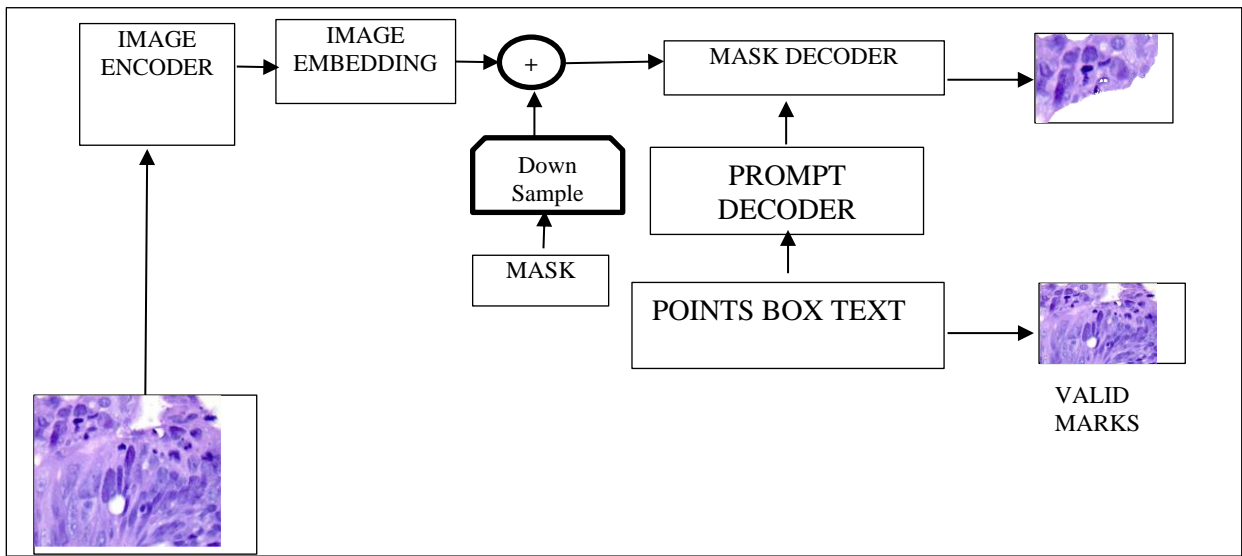 IMAGE
ENCODER
IMAGE
EMBEDDING
+
MASK DECODER
Down
Sample
PROMPT
DECODER
MASK
POINTS BOX TEXT
VALID
MARKS